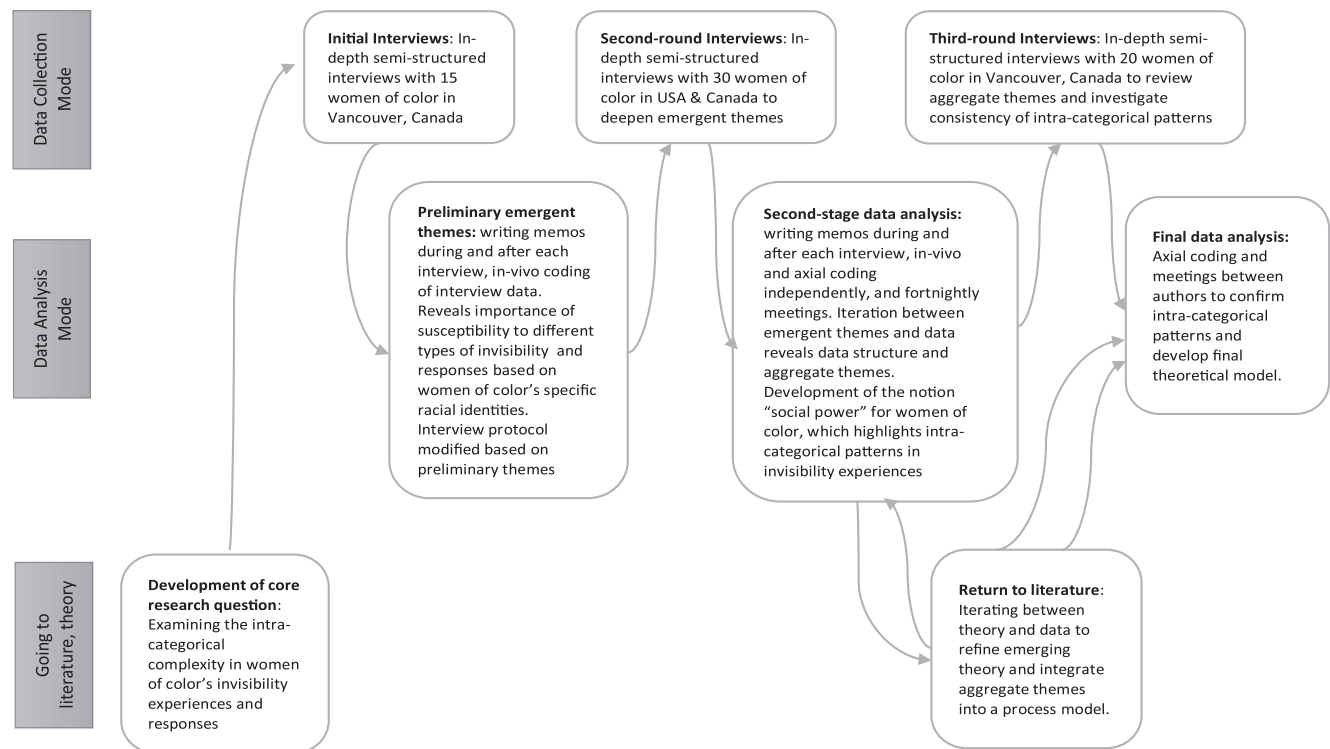 Data Collection
Mode
Initial Interviews: In-
depth semi-structured
interviews with 15
women of color in
Vancouver, Canada
Second-round Interviews: In-
depth semi-structured
interviews with 30 women of
color in USA & Canada to
deepen emergent themes
Third-round Interviews: In-depth semi-
structured interviews with 20 women of
color in Vancouver, Canada to review
aggregate themes and investigate
consistency of intra-categorical patterns
Data Analysis
Mode
Preliminary emergent
themes: writing memos
during and after each
interview, in-vivo coding
of interview data.
Reveals importance of
susceptibility to different
types of invisibility and
responses based on
women of color’s specific
racial identities.
Interview protocol
modified based on
preliminary themes
Second-stage data analysis:
writing memos during and
after each interview, in-vivo
and axial coding
independently, and fortnightly
meetings. Iteration between
emergent themes and data
reveals data structure and
aggregate themes.
Development of the notion
“social power” for women of
color, which highlights intra-
categorical patterns in
invisibility experiences
Final data analysis:
Axial coding and
meetings between
authors to confirm
intra-categorical
patterns and
develop final
theoretical model.
Going to
literature, theory
Development of core
research question:
Examining the intra-
categorical
complexity in women
of color’s invisibility
experiences and
responses
Return to literature:
Iterating between
theory and data to
refine emerging
theory and integrate
aggregate themes
into a process model.